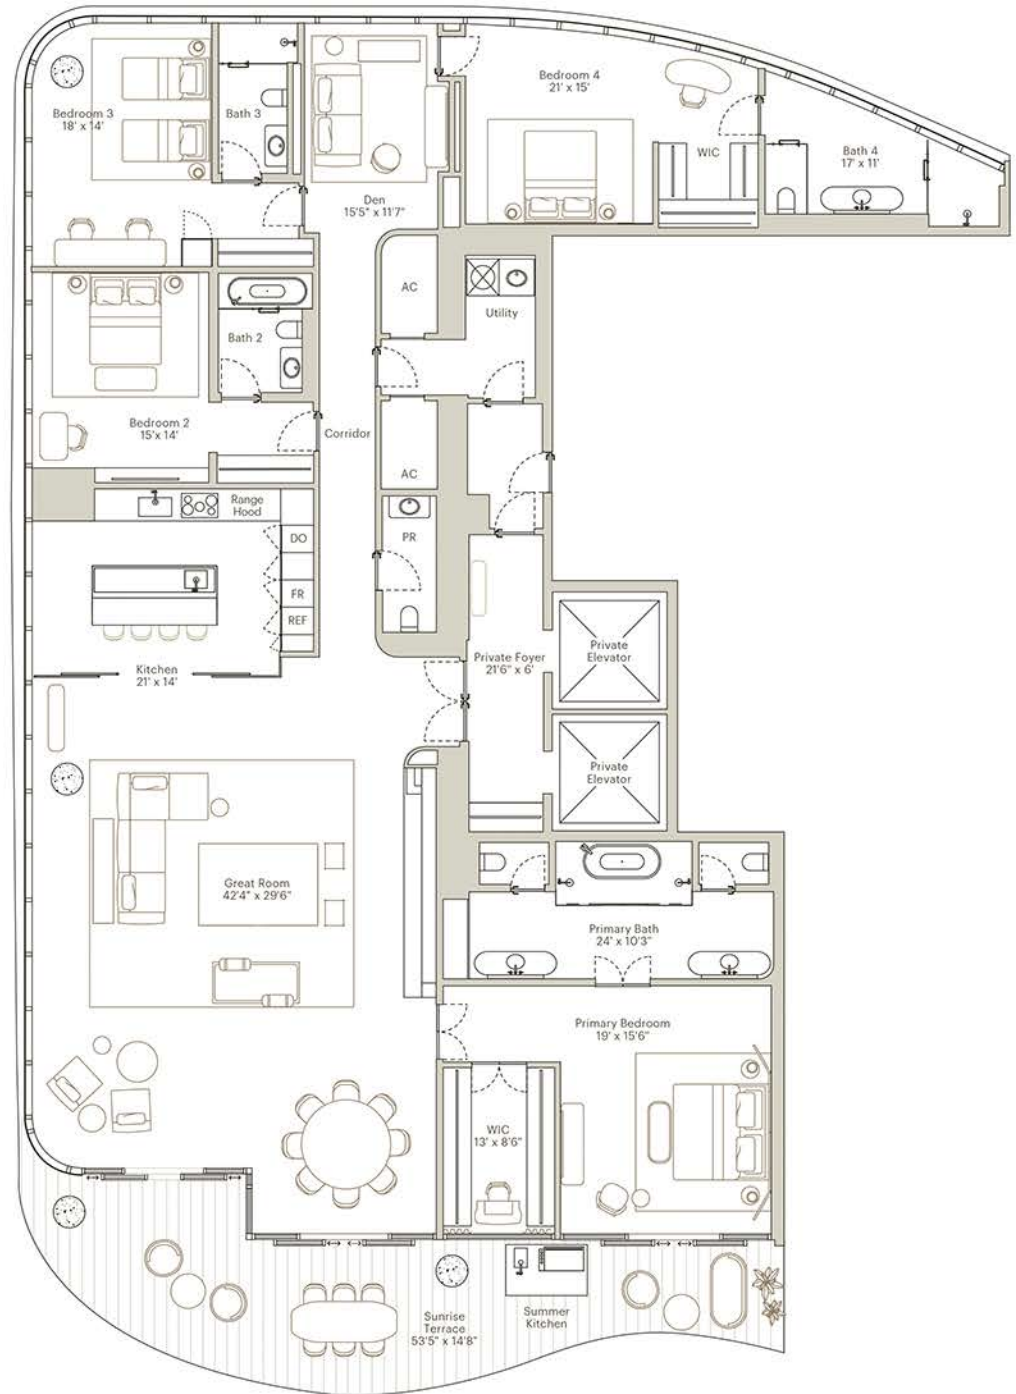 Bedroom 3
18' x 14'
Bath 3
Den
15'5" x 11'7"
Bedroom 4
21' x 15'
WIC
Bath 4
17' x 11'
AC
Utility
Bath 2
Bedroom 2
15'x 14'
Corridor
AC
Range
Hood
DO
FR
REF
PR
Kitchen
21' x 14'
Private Foyer
21'6" x 6'
Private
Elevator
Private
Elevator
Great Room
42'4" x 29'6"
Primary Bath
24' x 10'3"
Primary Bedroom
19' x 15'6"
WIC
13' x 8'6"
Sunrise
Terrace
53'5" x 14'8"
Summer
Kitchen